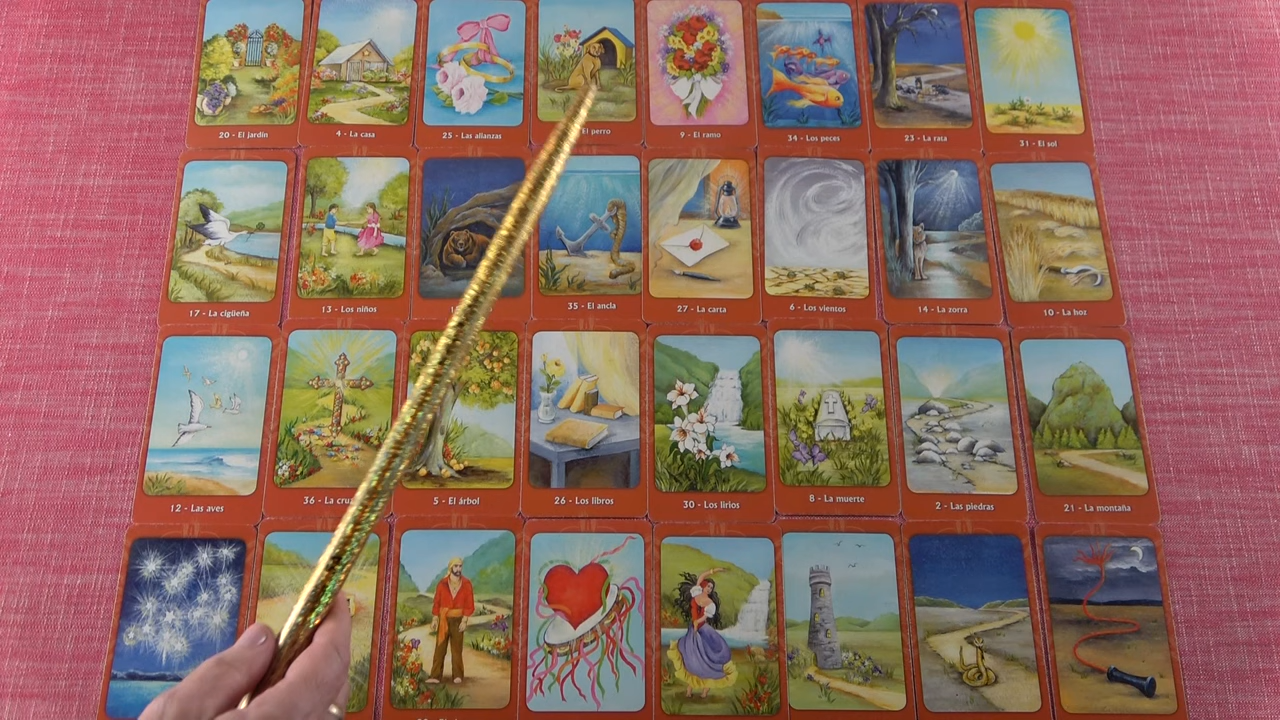 20 - El jardín
4 - La casa
25 - Las alianzas
El perro
9 - El ramo
34 - Los peces
23 - La rata
31 - El sol
17 - La cigüeña
13 - Los niños
35 - El ancla
27 - La carta
6 - Los vientos
14 - La zorra
10 - La hoz
12 - Las aves
36 - La cruz
5 - El árbol
26 - Los libros
30 - Los lirios
8 - La muerte
2 - Las piedras
21 - La montaña